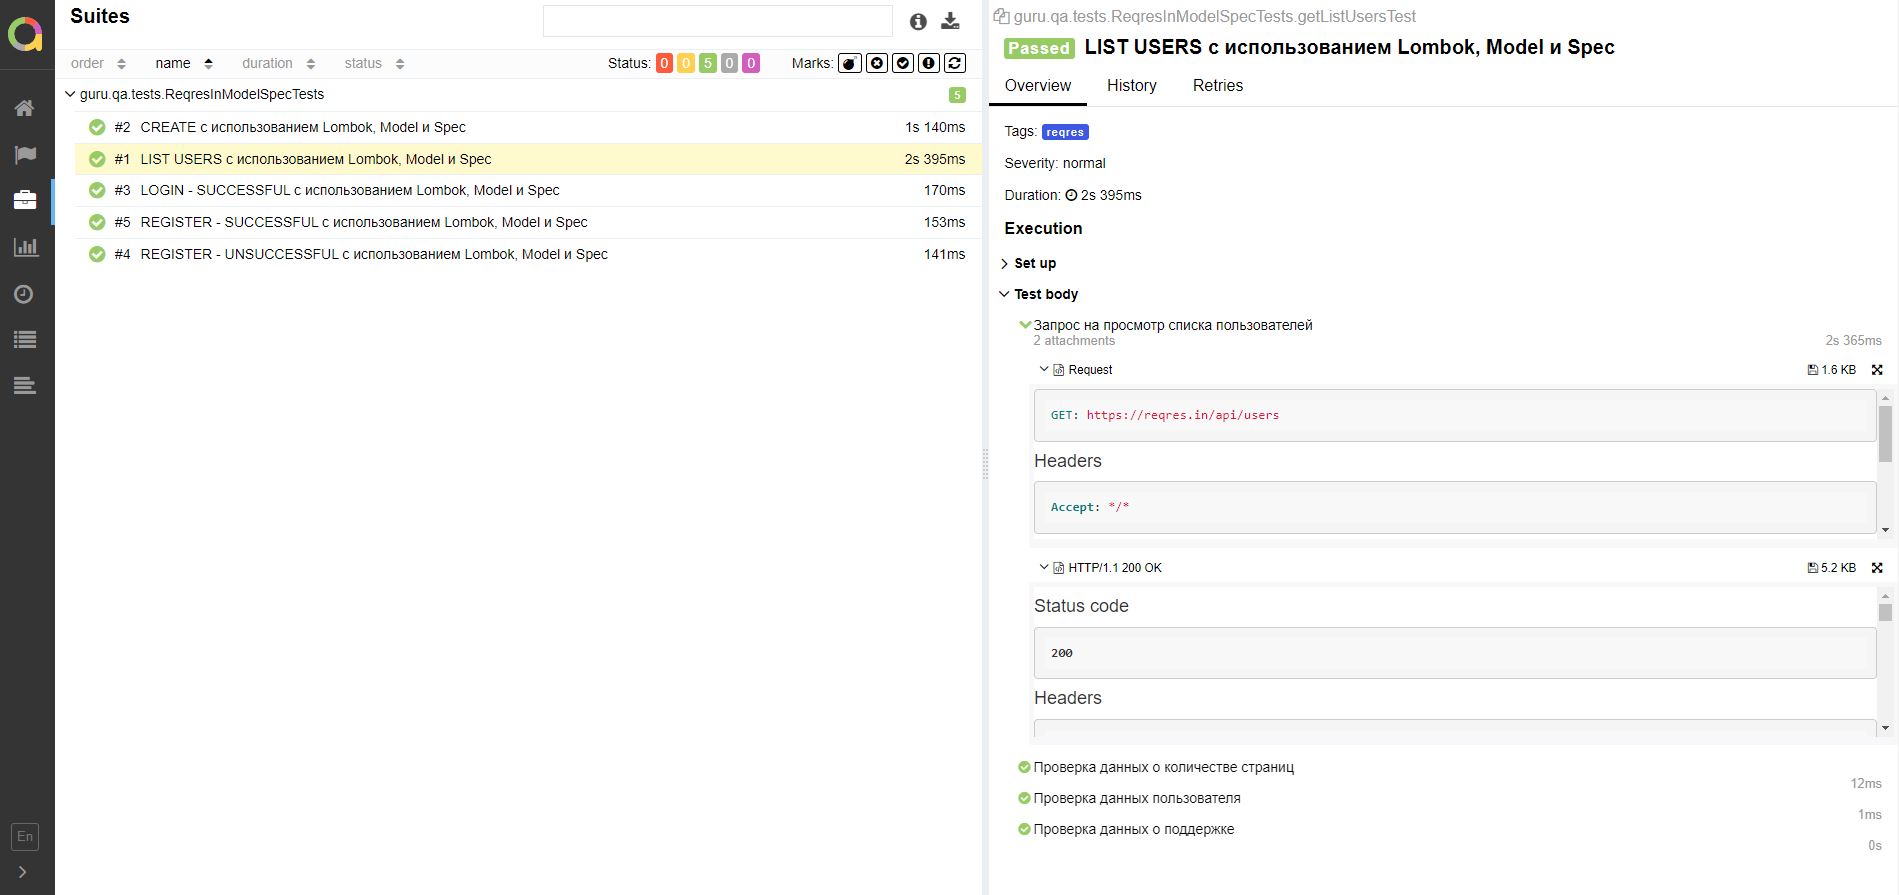 Suites
order name duration status Status: 0 0 5 0 0 Marks:
guru.qa.tests.ReqresInModelSpecTests 5
#2 CREATE с использованием Lombok, Model и Spec 1s 140ms
#1 LIST USERS с использованием Lombok, Model и Spec 2s 395ms
#3 LOGIN - SUCCESSFUL с использованием Lombok, Model и Spec 170ms
#5 REGISTER - SUCCESSFUL с использованием Lombok, Model и Spec 153ms
#4 REGISTER - UNSUCCESSFUL с использованием Lombok, Model и Spec 141ms
En
guru.qa.tests.ReqresInModelSpecTests.getListUsersTest
Passed LIST USERS с использованием Lombok, Model и Spec
Overview History Retries
Tags: reqres
Severity: normal
Duration: 2s 395ms
Execution
Set up
Test body
Запрос на просмотр списка пользователей
2 attachments 2s 365ms
Request 1.6 KB
GET: https://reqres.in/api/users
Headers
Accept: */*
HTTP/1.1 200 OK 5.2 KB
Status code
200
Headers
Проверка данных о количестве страниц
12ms
Проверка данных пользователя
1ms
Проверка данных о поддержке
0s